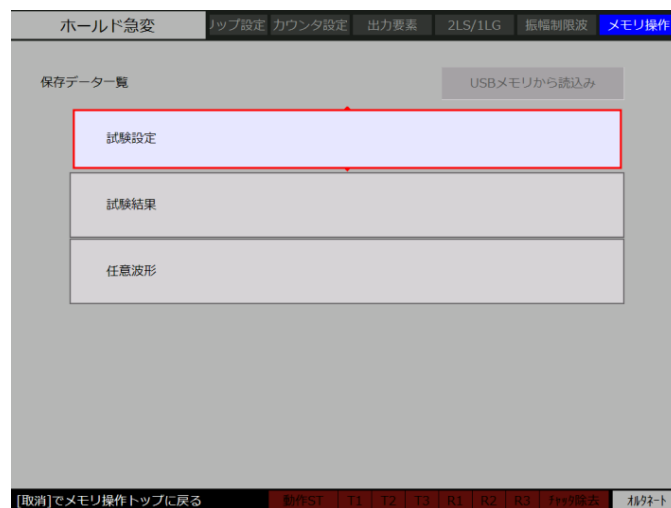 ホールド急変 リップ設定 カウンタ設定 出力要素 2LS/1LG 振幅制限波 メモリ操作
保存データ一覧 USBメモリから読込み
試験設定
試験結果
任意波形
[取消]でメモリ操作トップに戻る 動作ST T1 T2 T3 R1 R2 R3 ﾁｬｯﾀ除去 ｵﾙﾀﾈｰﾄ